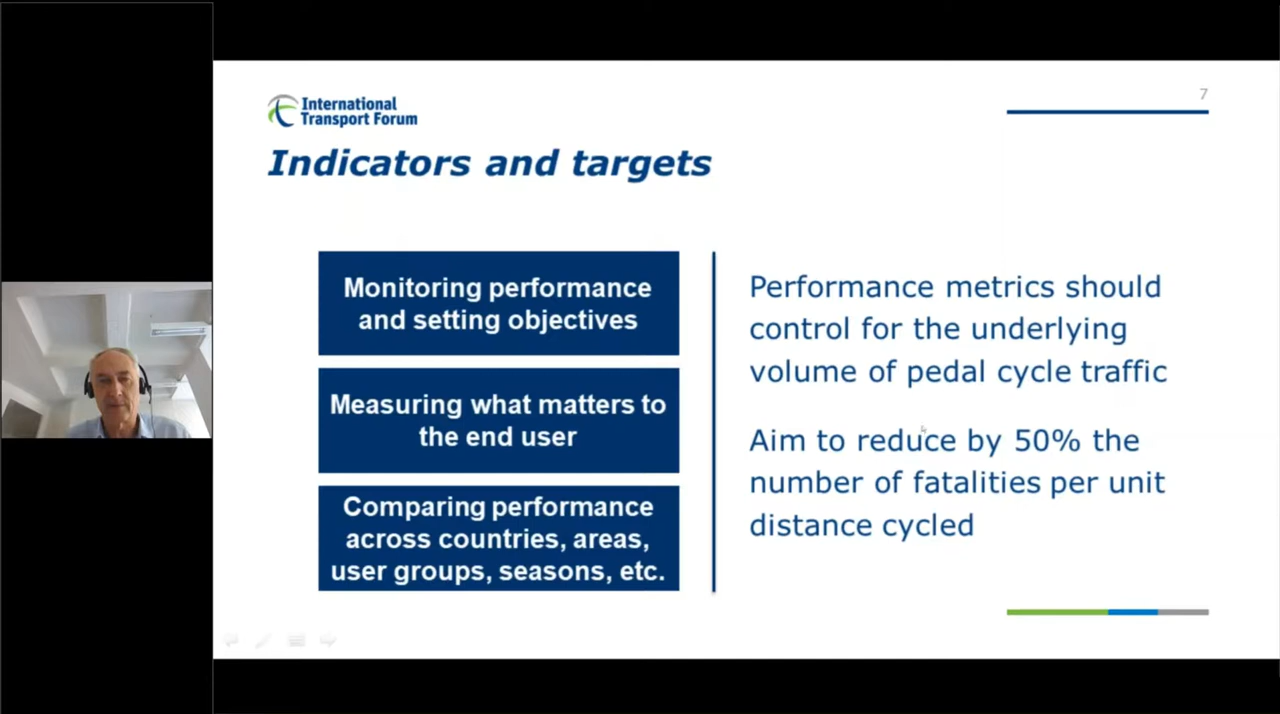 International
Transport Forum
7
Indicators and targets
Monitoring performance
and setting objectives
Measuring what matters to
the end user
Comparing performance
across countries, areas,
user groups, seasons, etc.
Performance metrics should
control for the underlying
volume of pedal cycle traffic
Aim to reduce by 50% the
number of fatalities per unit
distance cycled